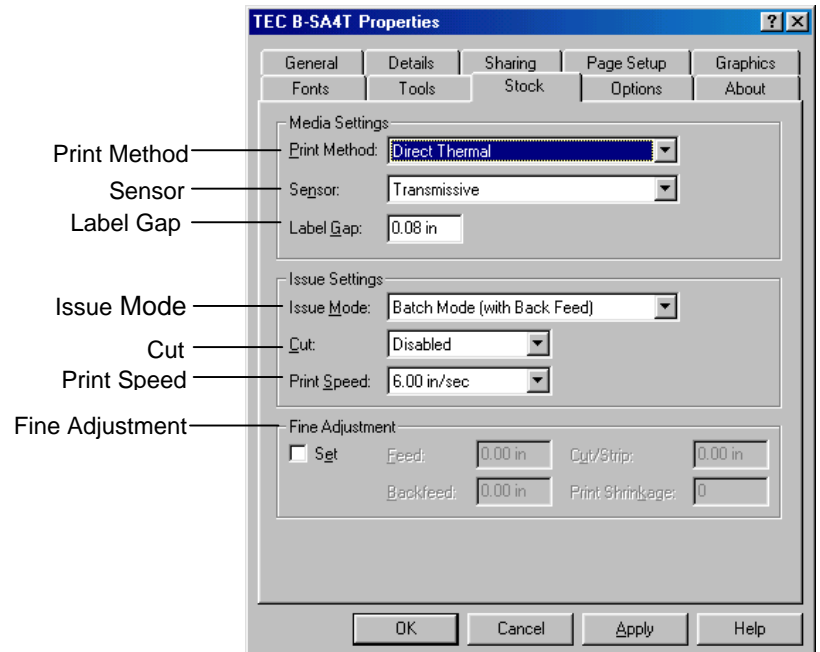 TEC B-SA4T Properties
General Details Sharing Page Setup Graphics
Fonts Tools Stock Options About
Media Settings
Print Method Print Method: Direct Thermal
Sensor Sensor: Transmissive
Label Gap Label Gap: 0.08 in
Issue Settings
Issue Mode Issue Mode: Batch Mode (with Back Feed)
Cut Cut: Disabled
Print Speed Print Speed: 6.00 in/sec
Fine Adjustment Fine Adjustment
Set Feed: 0.00 in Cut/Strip: 0.00 in
Backfeed: 0.00 in Print Shrinkage: 0
OK Cancel Apply Help